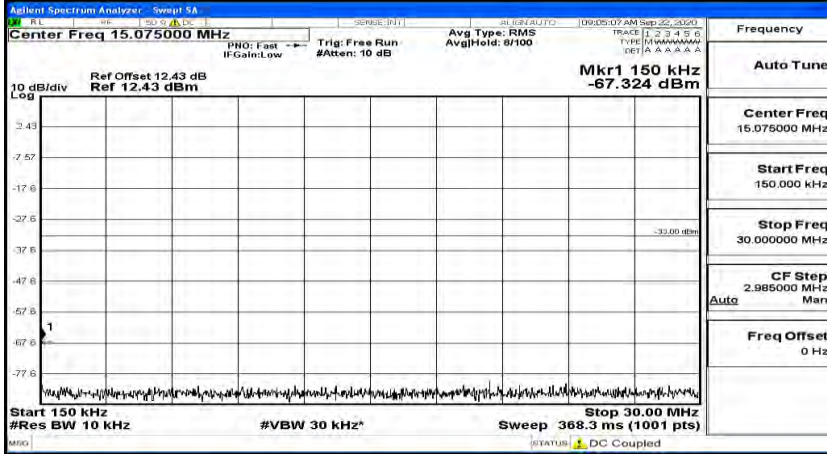 Agilent Spectrum Analyzer - Swept SA
RL RF 50 Ω DC SENSE:INT ALIGN AUTO 09:05:07 AM Sep 22, 2020
Center Freq 15.075000 MHz
PNO: Fast
IFGain:Low
Trig: Free Run
#Atten: 10 dB
Avg Type: RMS
Avg|Hold: 8/100
TRACE 1 2 3 4 5 6
TYPE MWWWWW
DET A A A A A A
Ref Offset 12.43 dB
Ref 12.43 dBm
10 dB/div
Log
Mkr1 150 kHz
-67.324 dBm
2.43
-7.57
-17.6
-27.6
-33.00 dBm
-37.6
-47.6
-57.6
1
-67.6
-77.6
Start 150 kHz
Stop 30.00 MHz
#Res BW 10 kHz
#VBW 30 kHz*
Sweep 368.3 ms (1001 pts)
MSG
STATUS DC Coupled
Frequency
Auto Tune
Center Freq
15.075000 MHz
Start Freq
150.000 kHz
Stop Freq
30.000000 MHz
CF Step
2.985000 MHz
Auto Man
Freq Offset
0 Hz